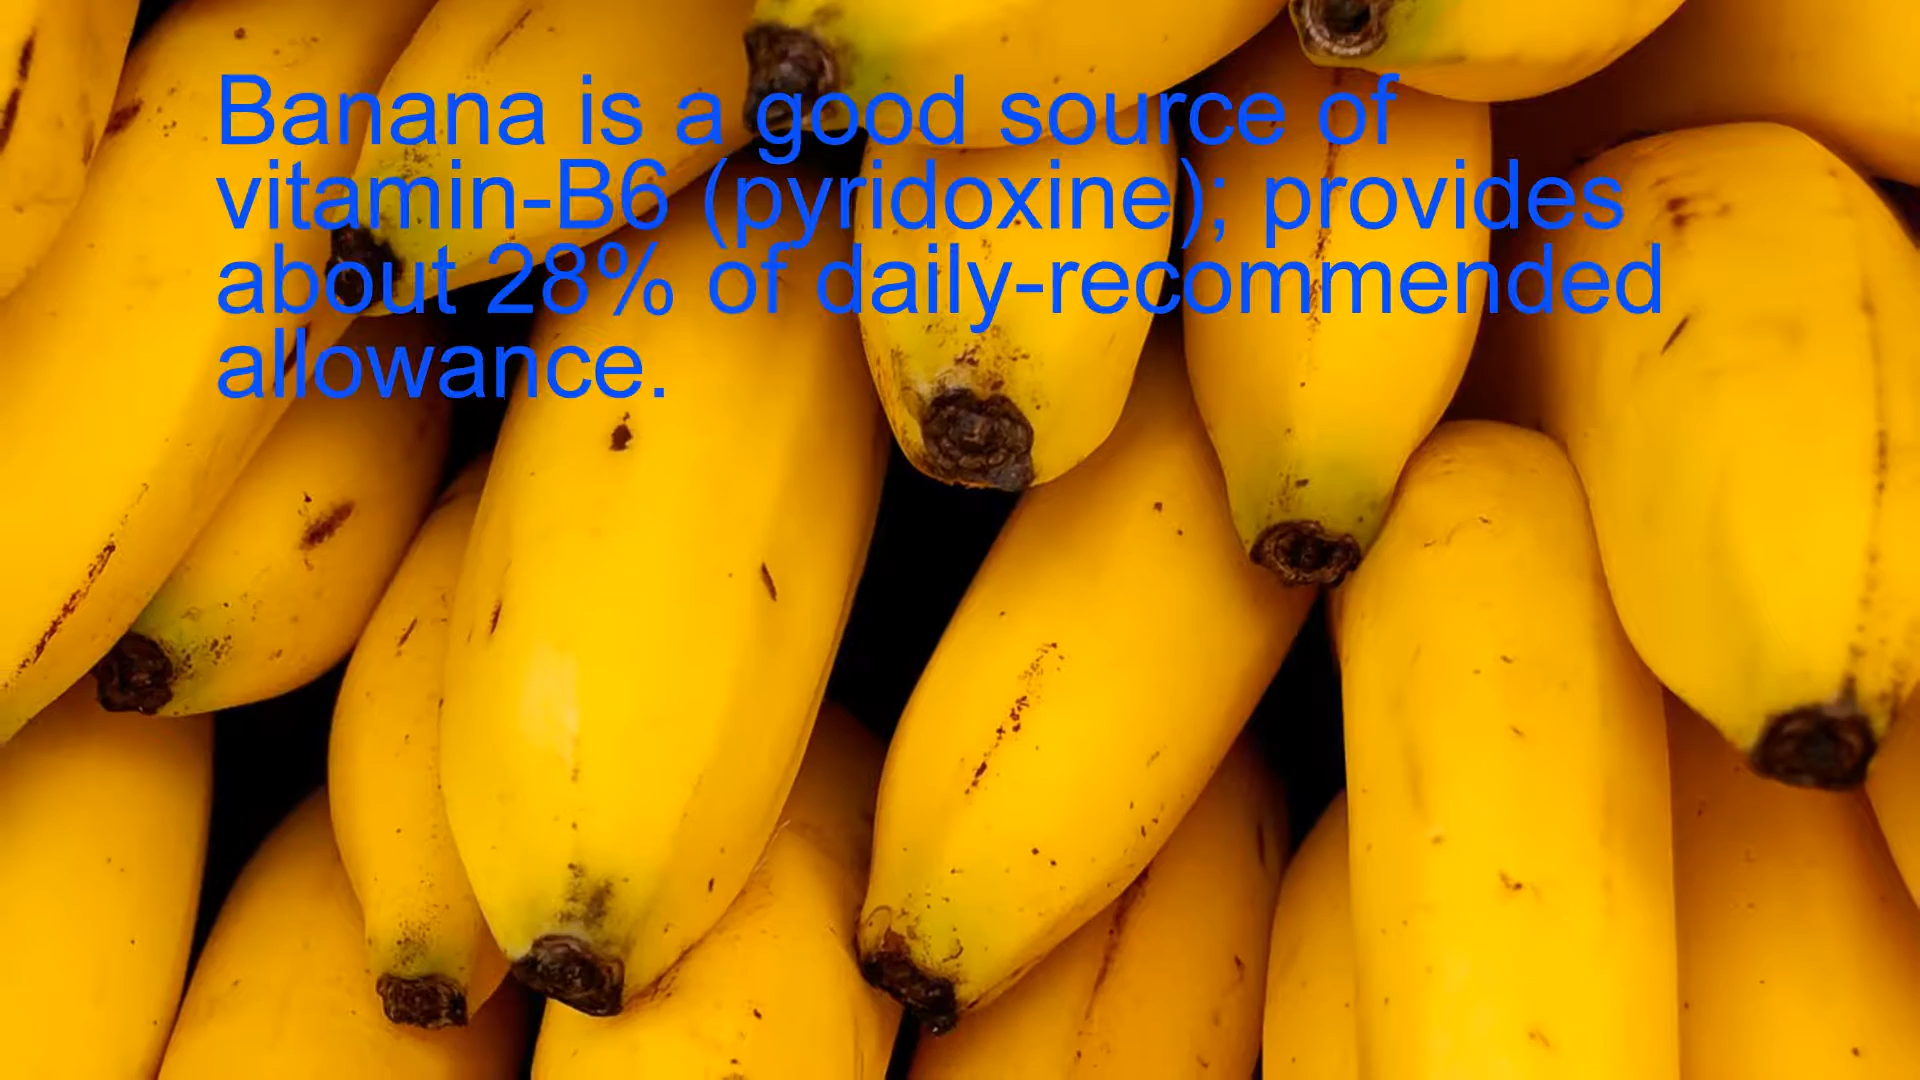 Banana is a good source of
vitamin-B6 (pyridoxine); provides
about 28% of daily-recommended
allowance.